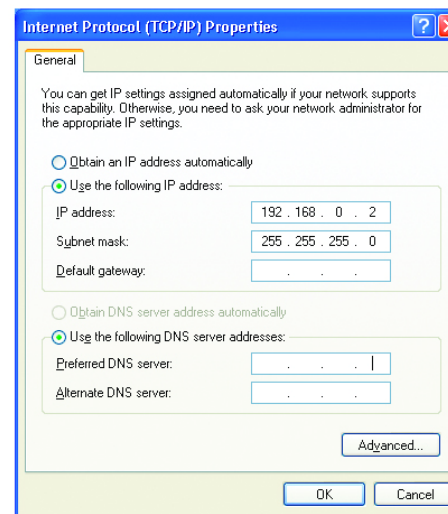 Internet Protocol (TCP/IP) Properties
General
You can get IP settings assigned automatically if your network supports
this capability. Otherwise, you need to ask your network administrator for
the appropriate IP settings.
Obtain an IP address automatically
Use the following IP address:
IP address: 192 . 168 . 0 . 2
Subnet mask: 255 . 255 . 255 . 0
Default gateway: . . .
Obtain DNS server address automatically
Use the following DNS server addresses:
Preferred DNS server: . . .
Alternate DNS server: . . .
Advanced...
OK Cancel